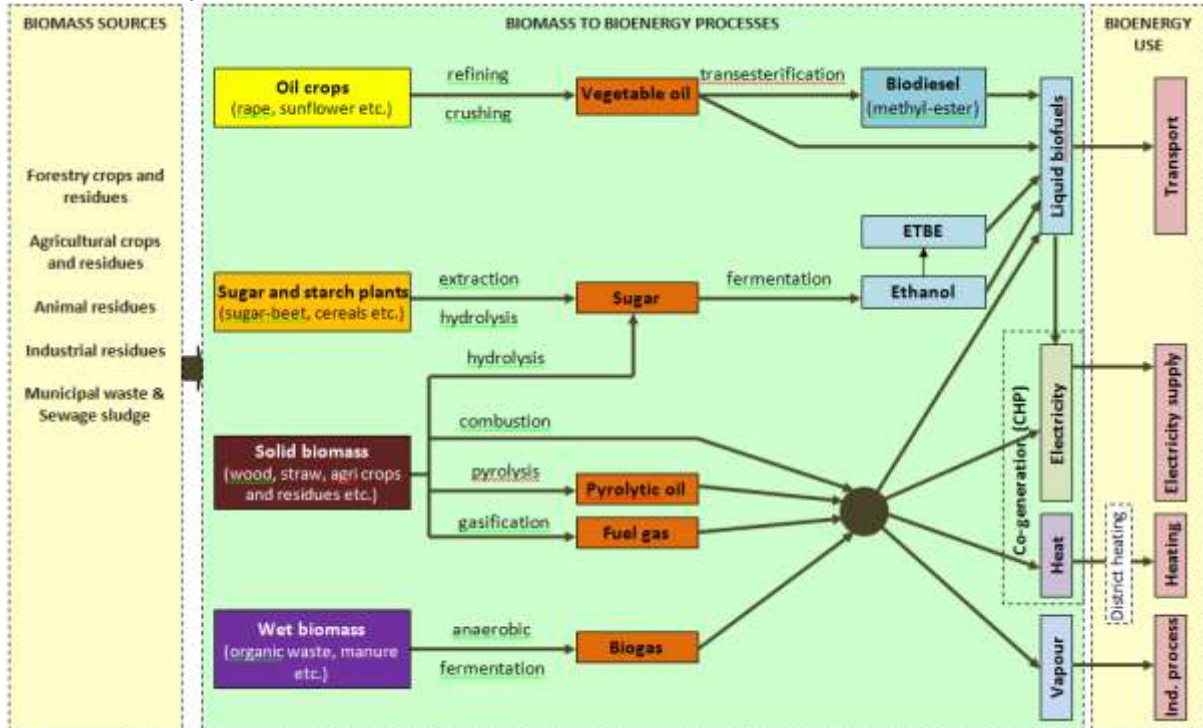 BIOMASS SOURCES
Forestry crops and
residues
Agricultural crops
and residues
Animal residues
Industrial residues
Municipal waste &
Sewage sludge
BIOMASS TO BIOENERGY PROCESSES
Oil crops
(rape, sunflower etc.)
refining
crushing
Vegetable oil
transesterification
Biodiesel
(methyl-ester)
Liquid biofuels
ETBE
Sugar and starch plants
(sugar-beet, cereals etc.)
extraction
hydrolysis
Sugar
fermentation
Ethanol
hydrolysis
combustion
Solid biomass
(wood, straw, agri crops
and residues etc.)
pyrolysis
Pyrolytic oil
gasification
Fuel gas
Co-generation (CHP)
Electricity
Heat
Wet biomass
(organic waste, manure
etc.)
anaerobic
fermentation
Biogas
Vapour
BIOENERGY
USE
Transport
Electricity supply
District heating
Heating
Ind. process